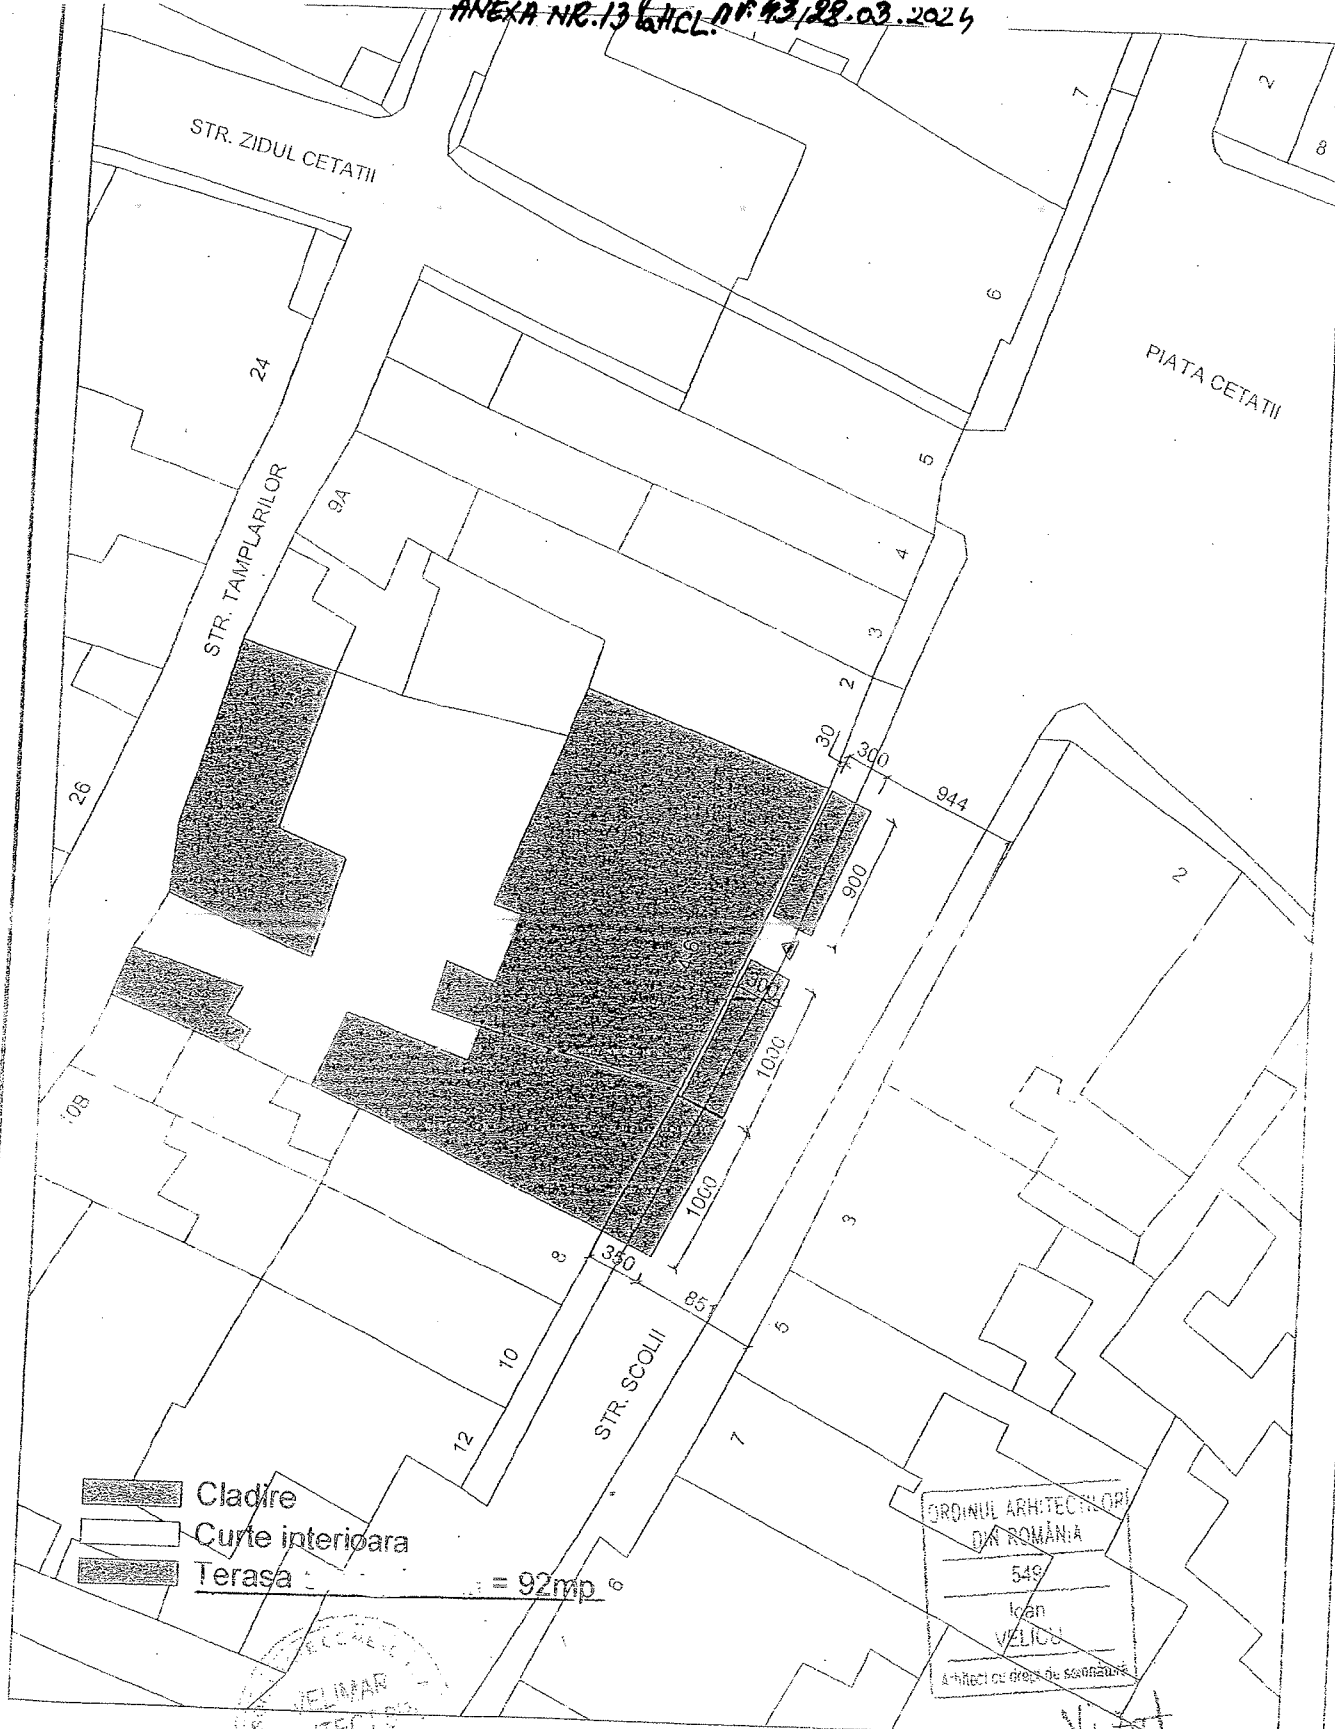 ANEXA NR. 13 la HCL. nr. 43/28.03.2024
STR. ZIDUL CETATII
7
2
8
6
PIATA CETATII
24
5
9A
STR. TAMPLARILOR
4
3
2
30
300
944
26
2
900
1000
10B
1000
3
8
350
851
5
10
STR. SCOLII
12
7
Cladire
Curte interioara
Terasa = 92mp
6
ORDINUL ARHITECTILOR
DIN ROMÂNIA
549
Ioan
VELICU
Arhitect cu drept de semnătură
VELIMAR